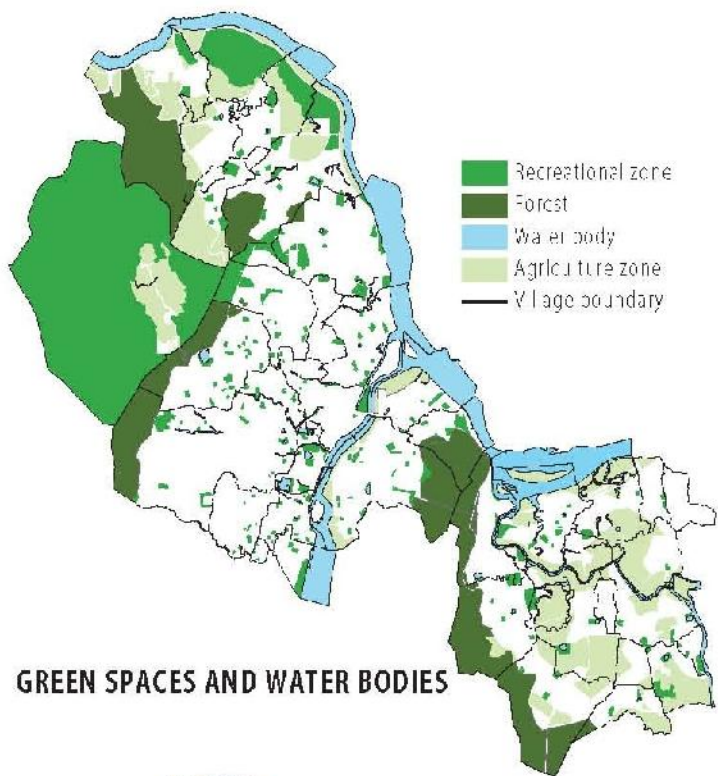 Recreational zone
Forest
Water body
Agriculture zone
Village boundary
GREEN SPACES AND WATER BODIES